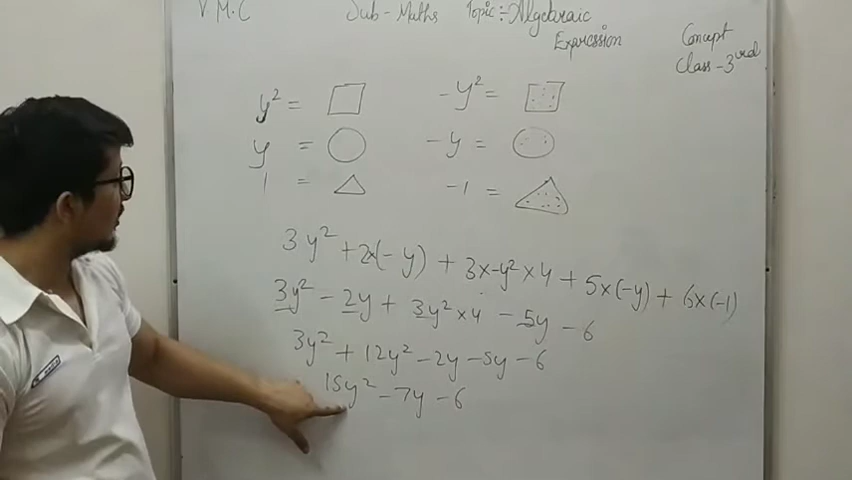 V.M.C Sub - Maths Topic :- Algebraic Expression
Concept
Class - 3rd
y² = -y² =
y = -y =
1 = -1 =
3y² + 2x(-y) + 3x-y² x 4 + 5x(-y) + 6x(-1)
3y² - 2y + 3y² x 4 - 5y - 6
3y² + 12y² - 2y - 5y - 6
15y² - 7y - 6